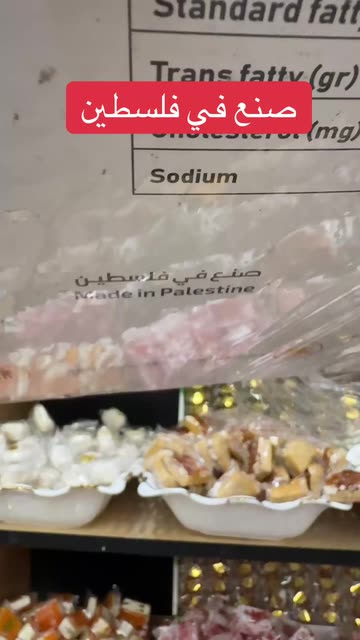 Standard fatty
Trans fatty (gr)
صنع في فلسطين
Cholesterol (mg)
Sodium
صنع في فلسطين
Made in Palestine